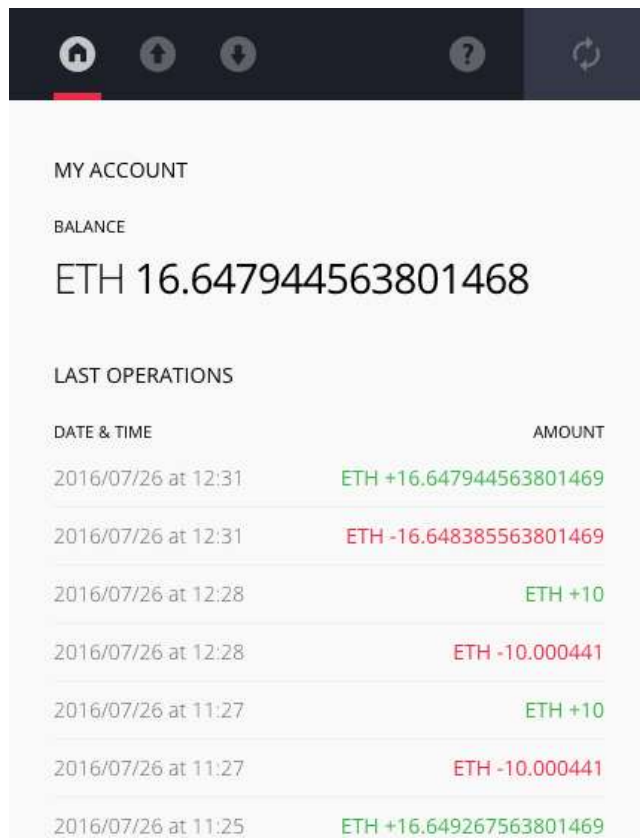 ?
MY ACCOUNT
BALANCE
ETH 16.647944563801468
LAST OPERATIONS
DATE & TIME AMOUNT
2016/07/26 at 12:31 ETH +16.647944563801469
2016/07/26 at 12:31 ETH -16.648385563801469
2016/07/26 at 12:28 ETH +10
2016/07/26 at 12:28 ETH -10.000441
2016/07/26 at 11:27 ETH +10
2016/07/26 at 11:27 ETH -10.000441
2016/07/26 at 11:25 ETH +16.649267563801469